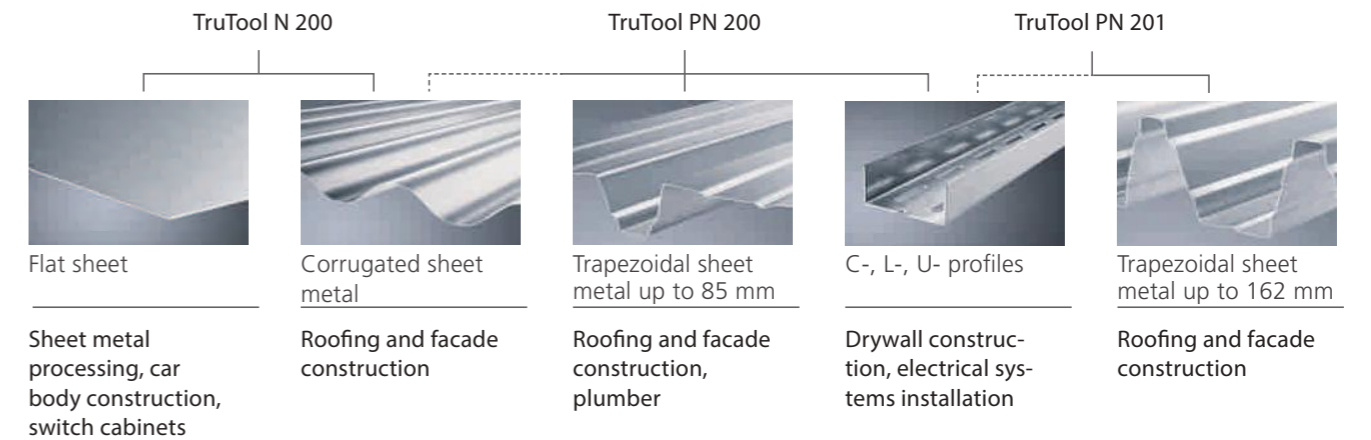 TruTool N 200
TruTool PN 200
TruTool PN 201
Flat sheet
Corrugated sheet
metal
Trapezoidal sheet
metal up to 85 mm
C-, L-, U- profiles
Trapezoidal sheet
metal up to 162 mm
Sheet metal
processing, car
body construction,
switch cabinets
Roofing and facade
construction
Roofing and facade
construction,
plumber
Drywall construc-
tion, electrical sys-
tems installation
Roofing and facade
construction